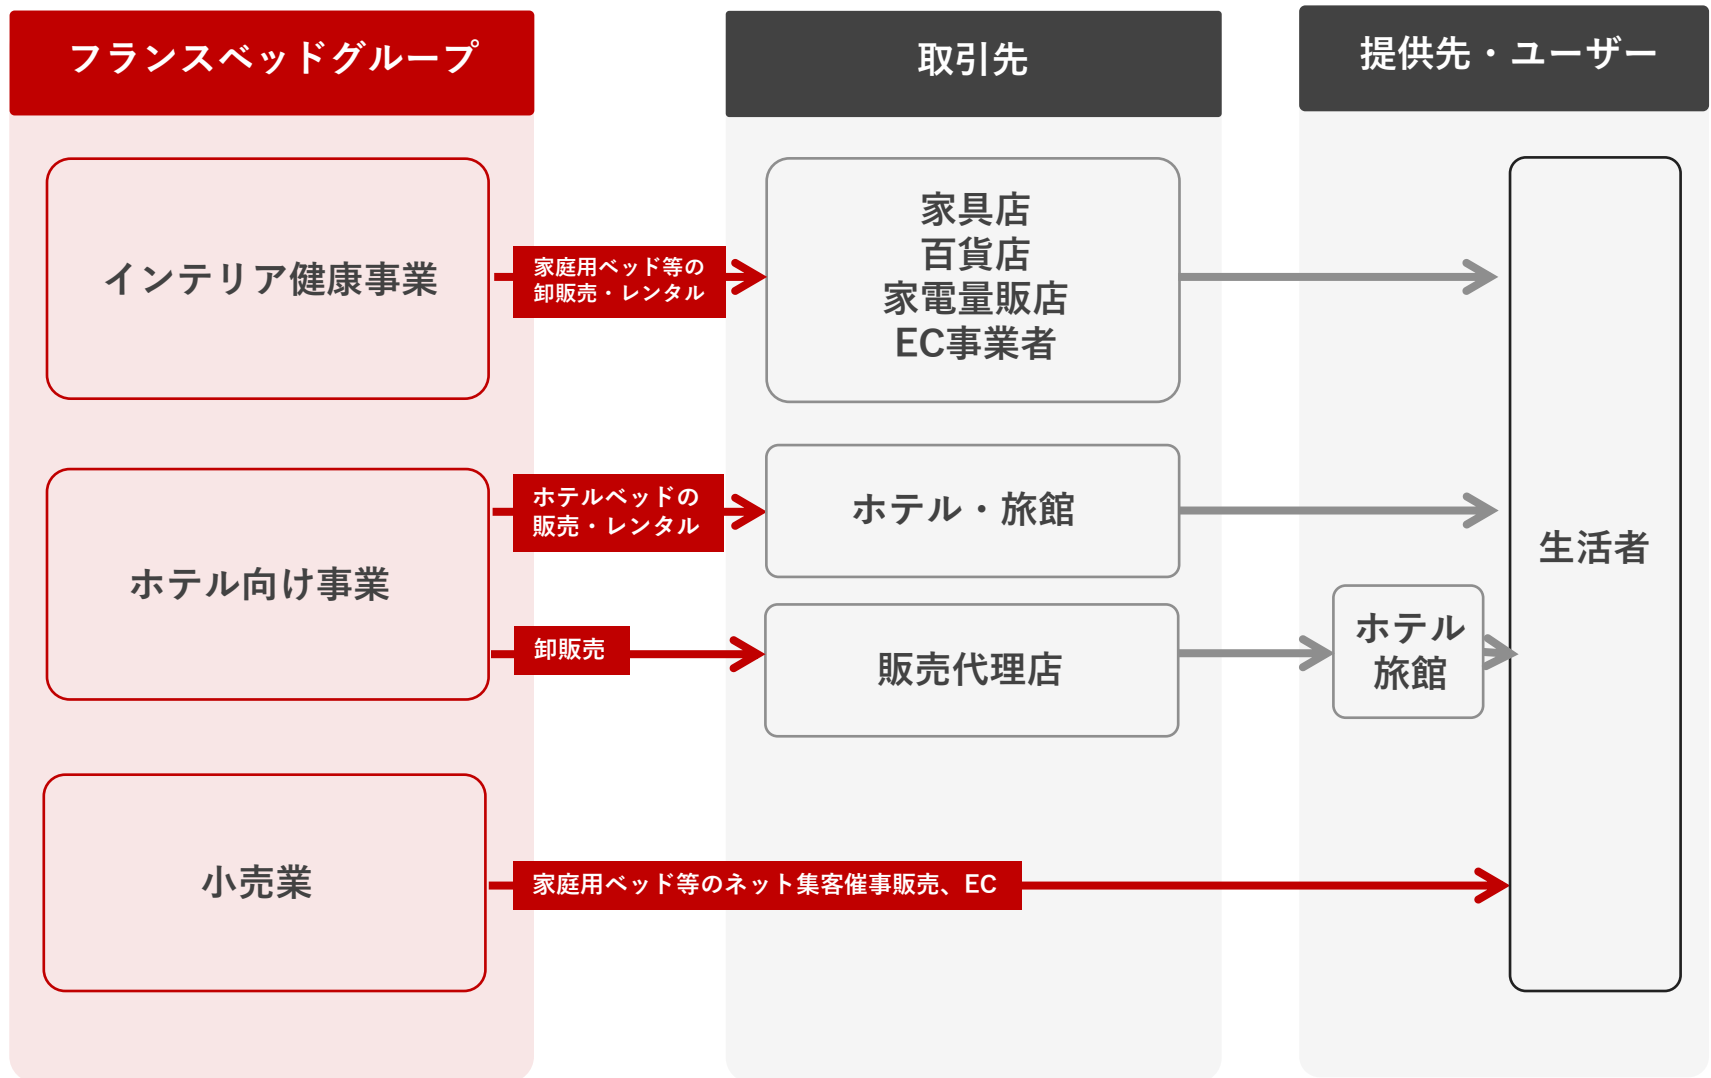 フランスベッドグループ
取引先
提供先・ユーザー
インテリア健康事業
家庭用ベッド等の
卸販売・レンタル
家具店
百貨店
家電量販店
EC事業者
ホテル向け事業
ホテルベッドの
販売・レンタル
ホテル・旅館
卸販売
販売代理店
ホテル
旅館
生活者
小売業
家庭用ベッド等のネット集客催事販売、EC